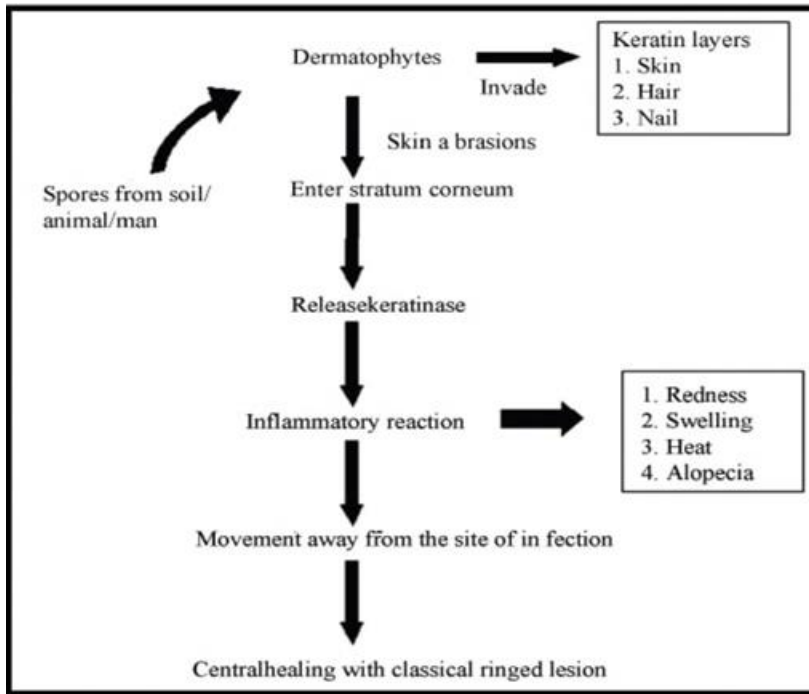 Dermatophytes
Invade
Keratin layers
1. Skin
2. Hair
3. Nail
Skin a brasions
Spores from soil/
animal/man
Enter stratum corneum
Releasekeratinase
Inflammatory reaction
1. Redness
2. Swelling
3. Heat
4. Alopecia
Movement away from the site of in fection
Centralhealing with classical ringed lesion